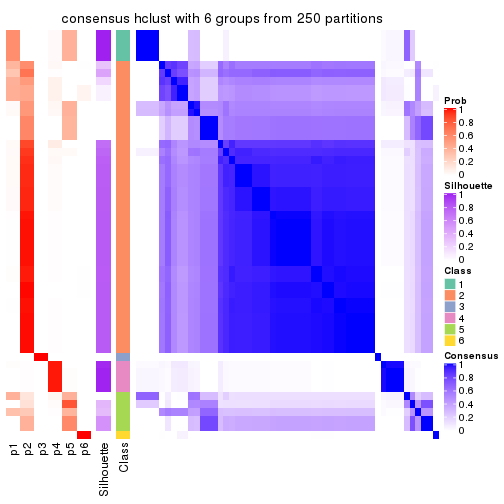 consensus hclust with 6 groups from 250 partitions
Prob
1
0.8
0.6
0.4
0.2
0
Silhouette
1
0.8
0.6
0.4
0.2
0
Class
1
2
3
4
5
6
Consensus
1
0.8
0.6
0.4
0.2
0
p1
p2
p3
p4
p5
p6
Silhouette
Class